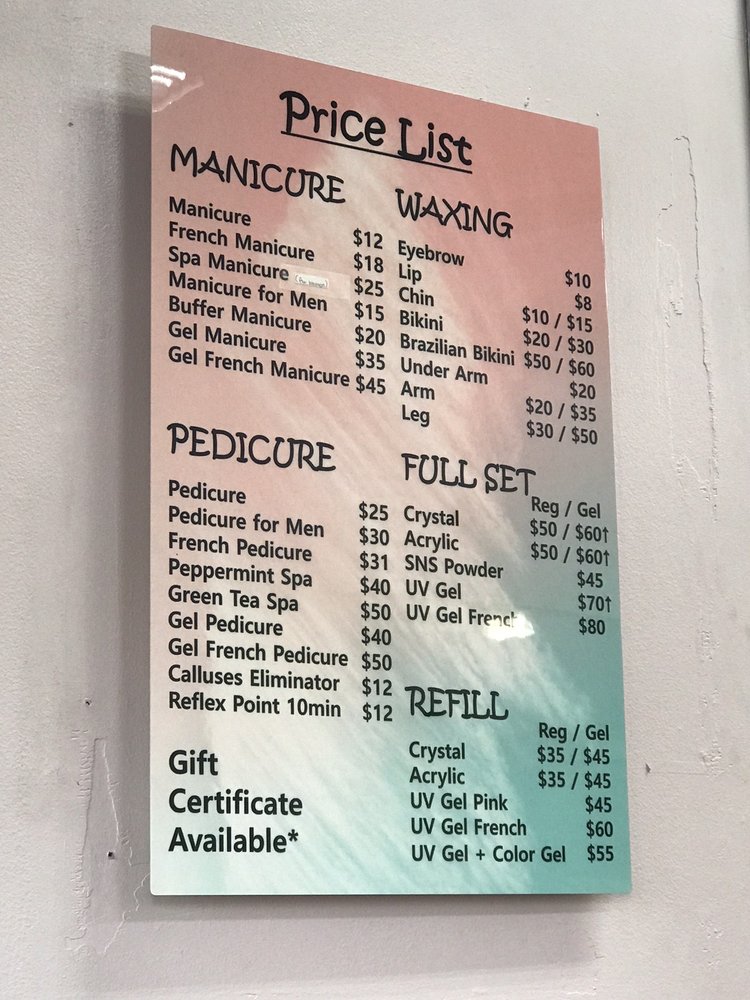 Price List
MANICURE
Manicure $12
French Manicure $18
Spa Manicure $25
Manicure for Men $15
Buffer Manicure $20
Gel Manicure $35
Gel French Manicure $45
PEDICURE
Pedicure $25
Pedicure for Men $30
French Pedicure $31
Peppermint Spa $40
Green Tea Spa $50
Gel Pedicure $40
Gel French Pedicure $50
Calluses Eliminator $12
Reflex Point 10min $12
Gift
Certificate
Available*
WAXING
Eyebrow $10
Lip $8
Chin $10 / $15
Bikini $20 / $30
Brazilian Bikini $50 / $60
Under Arm $20
Arm $20 / $35
Leg $30 / $50
FULL SET
Reg / Gel
Crystal $50 / $60↑
Acrylic $50 / $60↑
SNS Powder $45
UV Gel $70↑
UV Gel French $80
REFILL
Reg / Gel
Crystal $35 / $45
Acrylic $35 / $45
UV Gel Pink $45
UV Gel French $60
UV Gel + Color Gel $55